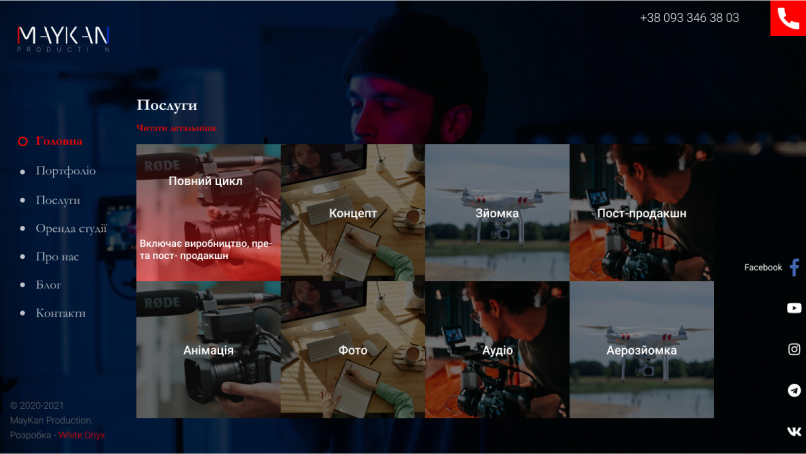 +38 093 346 38 03
MAYKAN
PRODUCTION
Послуги
Читати детальніше
Головна
Портфоліо
Послуги
Оренда студії
Про нас
Блог
Контакти
RØDE
Повний цикл
Включає виробництво, пре-
та пост- продакшн
Концепт
Зйомка
Пост-продакшн
RØDE
Анімація
Фото
Аудіо
Аерозйомка
Facebook
© 2020-2021
MayKan Production.
Розробка - White Onyx